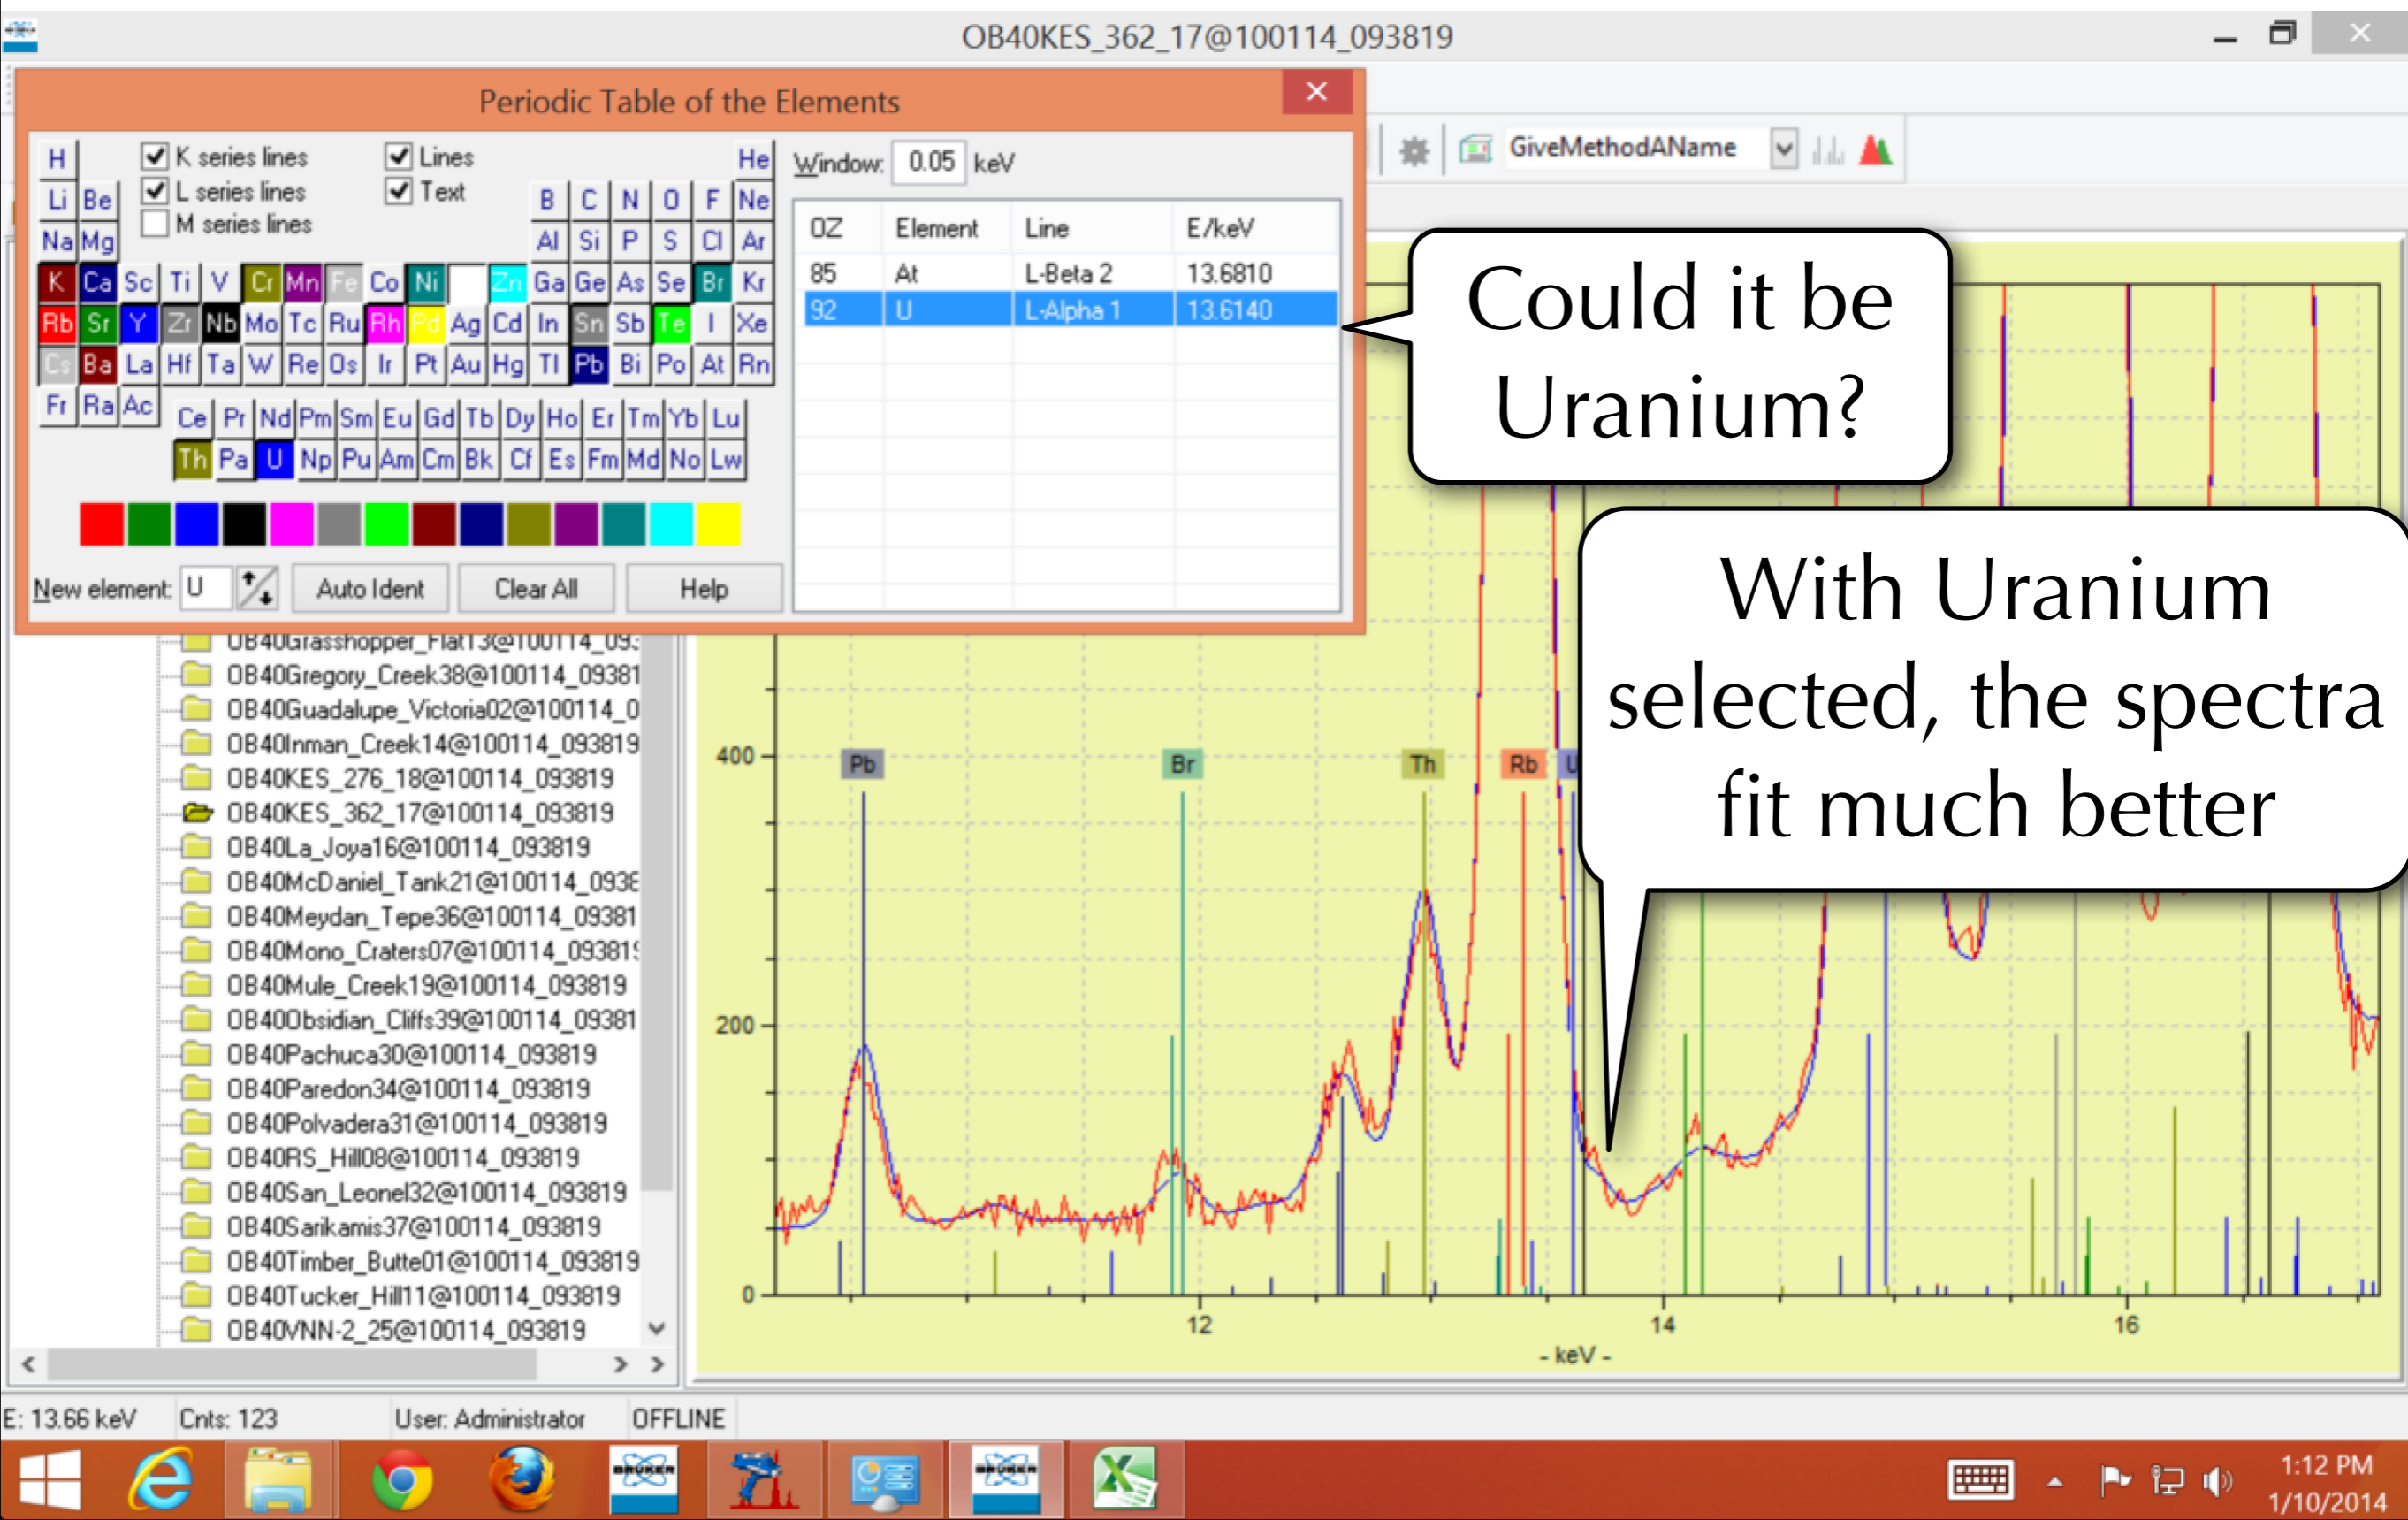 OB40KES_362_17@100114_093819
Periodic Table of the Elements
H K series lines Lines He
Li Be L series lines Text B C N O F Ne
Na Mg M series lines Al Si P S Cl Ar
K Ca Sc Ti V Cr Mn Fe Co Ni Zn Ga Ge As Se Br Kr
Rb Sr Y Zr Nb Mo Tc Ru Rh Pd Ag Cd In Sn Sb Te I Xe
Cs Ba La Hf Ta W Re Os Ir Pt Au Hg Tl Pb Bi Po At Rn
Fr Ra Ac
Ce Pr Nd Pm Sm Eu Gd Tb Dy Ho Er Tm Yb Lu
Th Pa U Np Pu Am Cm Bk Cf Es Fm Md No Lw
New element: U Auto Ident Clear All Help
Window: 0.05 keV
OZ Element Line E/keV
85 At L-Beta 2 13.6810
92 U L-Alpha 1 13.6140
GiveMethodAName
Could it be
Uranium?
With Uranium
selected, the spectra
fit much better
OB40Grasshopper_Flat13@100114_093
OB40Gregory_Creek38@100114_09381
OB40Guadalupe_Victoria02@100114_0
OB40Inman_Creek14@100114_093819
OB40KES_276_18@100114_093819
OB40KES_362_17@100114_093819
OB40La_Joya16@100114_093819
OB40McDaniel_Tank21@100114_0938
OB40Meydan_Tepe36@100114_09381
OB40Mono_Craters07@100114_093819
OB40Mule_Creek19@100114_093819
OB40Obsidian_Cliffs39@100114_09381
OB40Pachuca30@100114_093819
OB40Paredon34@100114_093819
OB40Polvadera31@100114_093819
OB40RS_Hill08@100114_093819
OB40San_Leonel32@100114_093819
OB40Sarikamis37@100114_093819
OB40Timber_Butte01@100114_093819
OB40Tucker_Hill11@100114_093819
OB40VNN-2_25@100114_093819
400
Pb Br Th Rb U
200
0
12 14 16
- keV -
E: 13.66 keV Cnts: 123 User: Administrator OFFLINE
BRUKER BRUKER
1:12 PM
1/10/2014